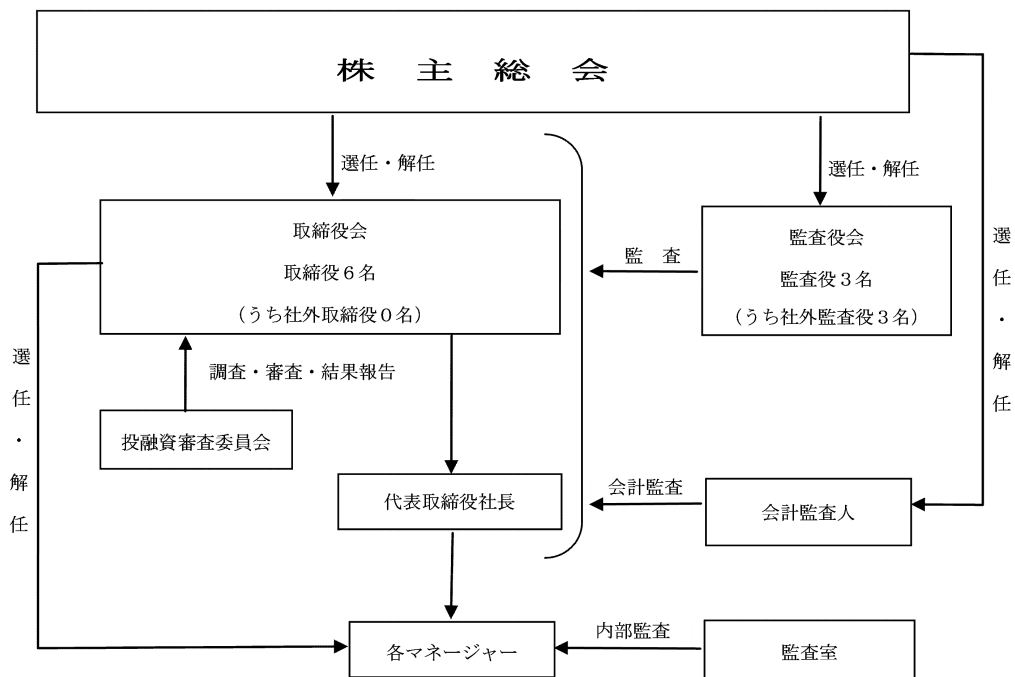 株　主　総　会
選任・解任
選任・解任
取締役会
取締役６名
（うち社外取締役０名）
監　査
監査役会
監査役３名
（うち社外監査役３名）
選任・解任
選任・解任
調査・審査・結果報告
投融資審査委員会
代表取締役社長
会計監査
会計監査人
各マネージャー
内部監査
監査室